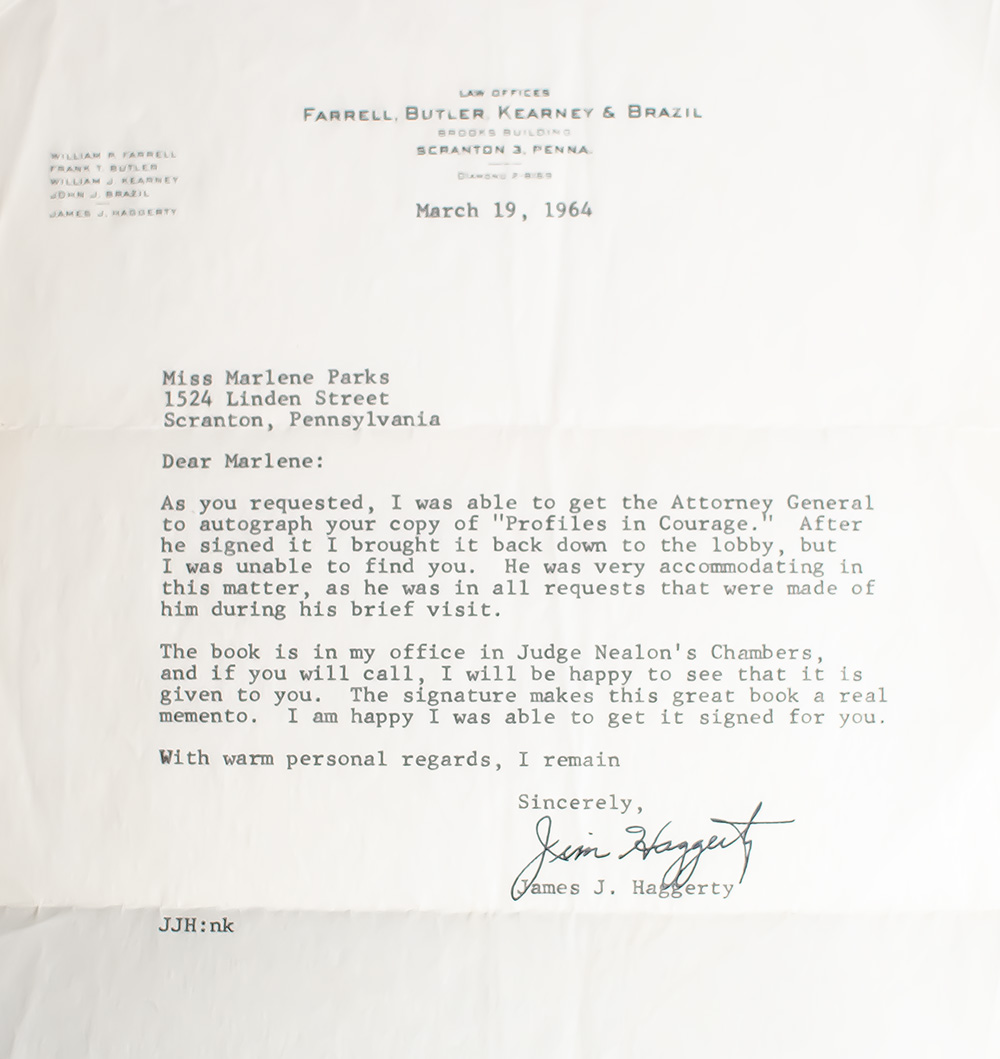 LAW OFFICES
FARRELL, BUTLER, KEARNEY & BRAZIL
BROOKS BUILDING
SCRANTON 3, PENNA.
DIAMOND
WILLIAM P. FARRELL
FRANK T. BUTLER
WILLIAM J. KEARNEY
JOHN J. BRAZIL
JAMES J. HAGGERTY
March 19, 1964
Miss Marlene Parks
1524 Linden Street
Scranton, Pennsylvania
Dear Marlene:
As you requested, I was able to get the Attorney General
to autograph your copy of "Profiles in Courage."  After
he signed it I brought it back down to the lobby, but
I was unable to find you.  He was very accommodating in
this matter, as he was in all requests that were made of
him during his brief visit.
The book is in my office in Judge Nealon's Chambers,
and if you will call, I will be happy to see that it is
given to you.  The signature makes this great book a real
memento.  I am happy I was able to get it signed for you.
With warm personal regards, I remain
Sincerely,
Jim Haggerty
James J. Haggerty
JJH:nk